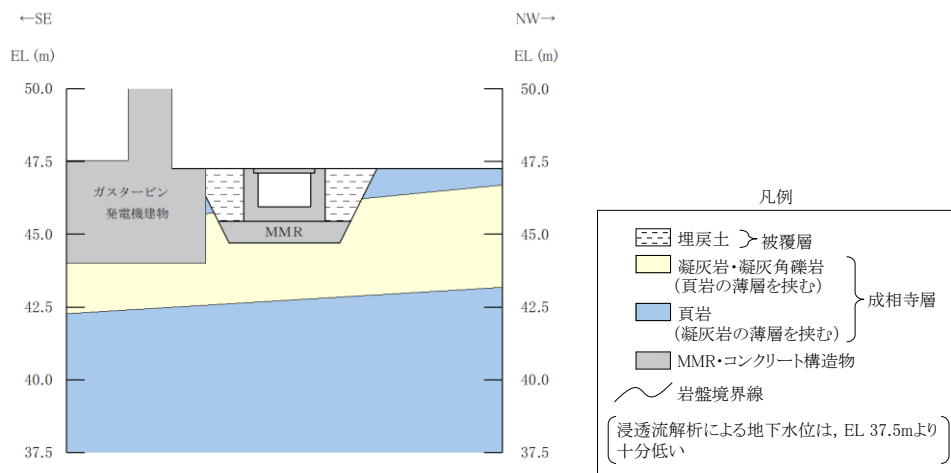 ←SE
NW→
EL (m)
EL (m)
50.0
50.0
47.5
47.5
ガスタービン
発電機建物
MMR
45.0
45.0
42.5
42.5
40.0
40.0
37.5
37.5
凡例
埋戻土
被覆層
凝灰岩・凝灰角礫岩
(頁岩の薄層を挟む)
成相寺層
頁岩
(凝灰岩の薄層を挟む)
MMR・コンクリート構造物
岩盤境界線
浸透流解析による地下水位は, EL 37.5mより
十分低い